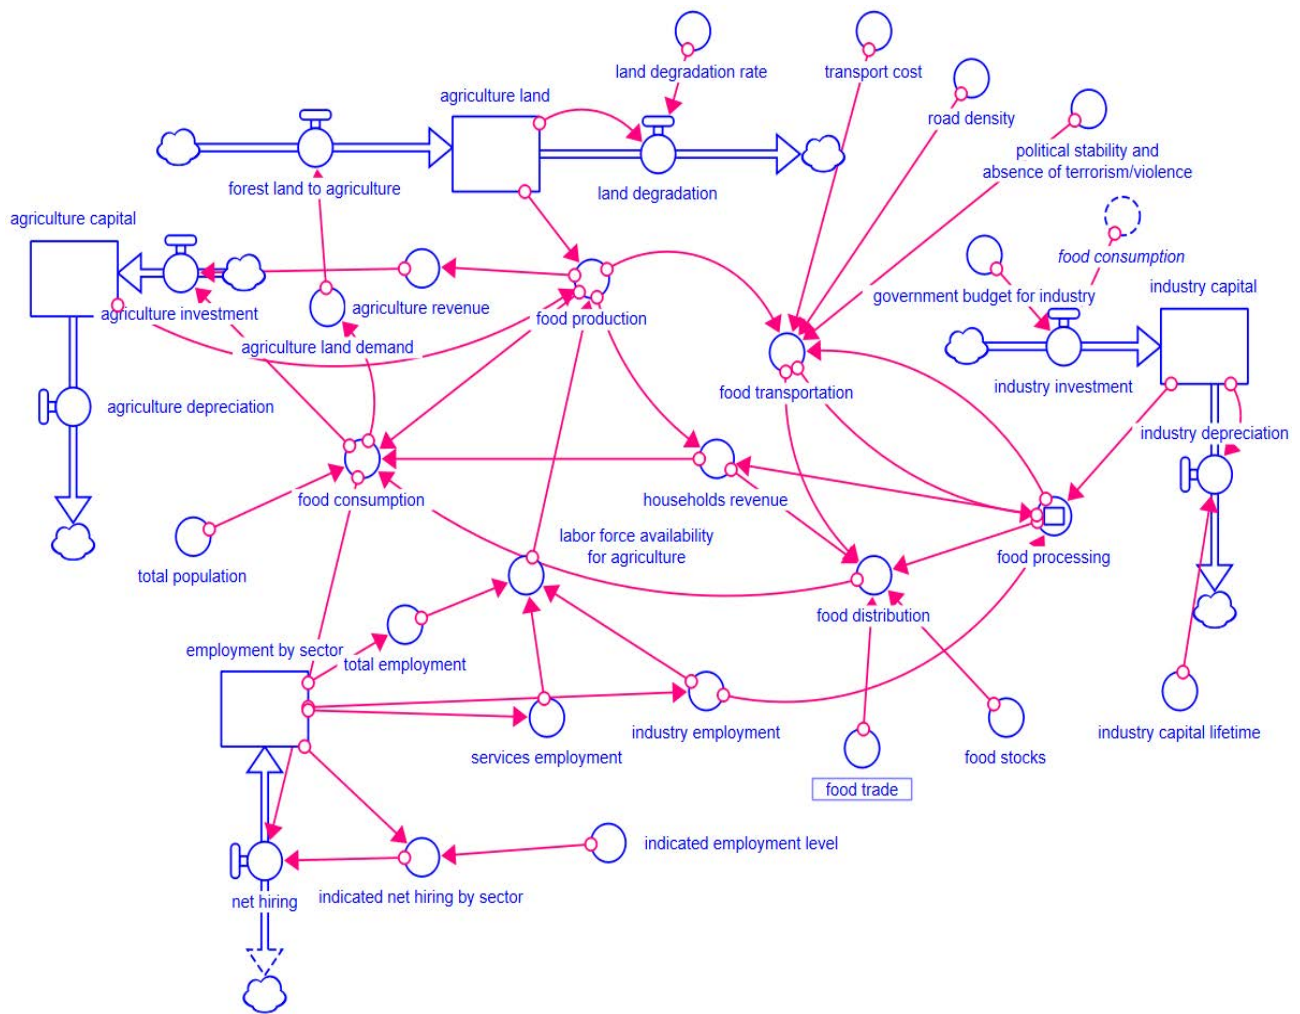 land degradation rate
transport cost
agriculture land
road density
political stability and
absence of terrorism/violence
forest land to agriculture
land degradation
agriculture capital
food consumption
industry capital
government budget for industry
agriculture investment
agriculture revenue
food production
agriculture land demand
industry investment
food transportation
agriculture depreciation
industry depreciation
food consumption
households revenue
labor force availability
for agriculture
food processing
total population
food distribution
employment by sector
total employment
services employment
industry employment
food stocks
industry capital lifetime
food trade
indicated employment level
net hiring
indicated net hiring by sector